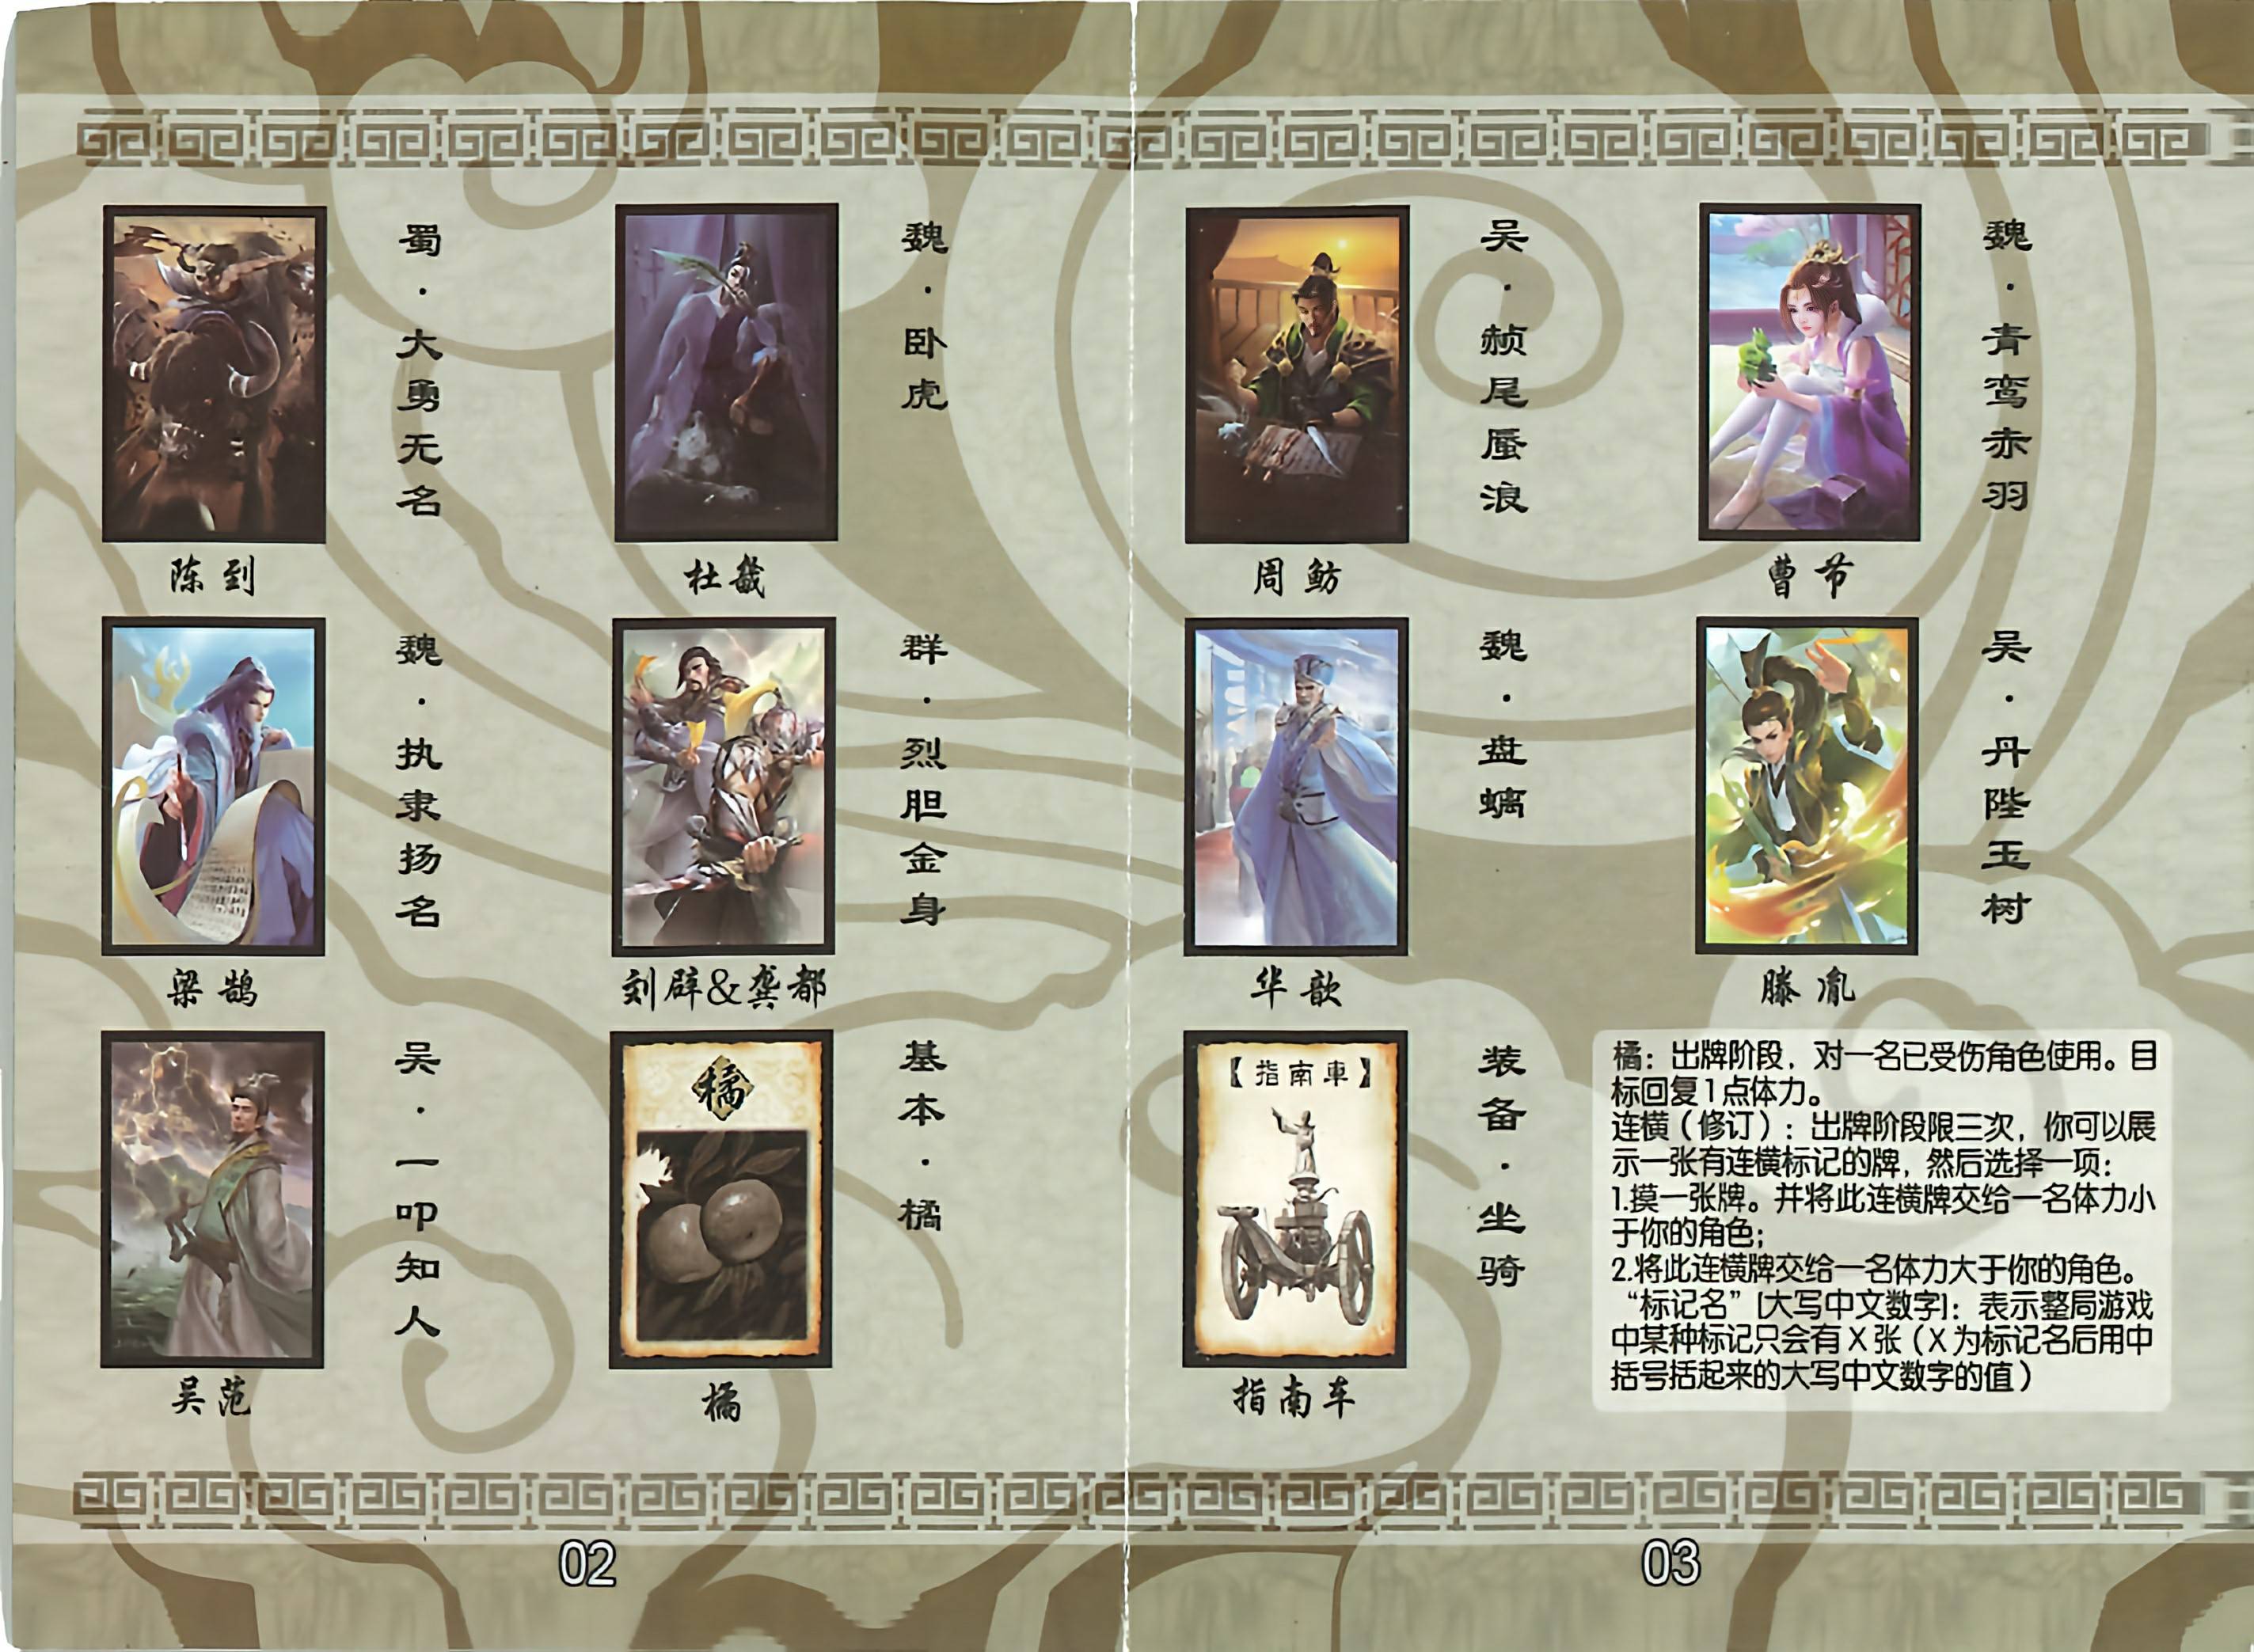 蜀·大勇无名
陈到
魏·卧虎
杜畿
魏·执隶扬名
梁鹄
群·烈胆金身
刘辟&龚都
吴·一叩知人
吴范
橘
基本·橘
橘
02
吴·赪尾蜃浪
周鲂
魏·青鸾赤羽
曹节
魏·盘螭
华歆
吴·丹陛玉树
滕胤
【指南車】
装备·坐骑
指南车
橘：出牌阶段，对一名已受伤角色使用。目
标回复1点体力。
连横（修订）：出牌阶段限三次，你可以展
示一张有连横标记的牌，然后选择一项：
1.摸一张牌。并将此连横牌交给一名体力小
于你的角色；
2.将此连横牌交给一名体力大于你的角色。
“标记名”[大写中文数字]：表示整局游戏
中某种标记只会有X张（X为标记名后用中
括号括起来的大写中文数字的值）
03